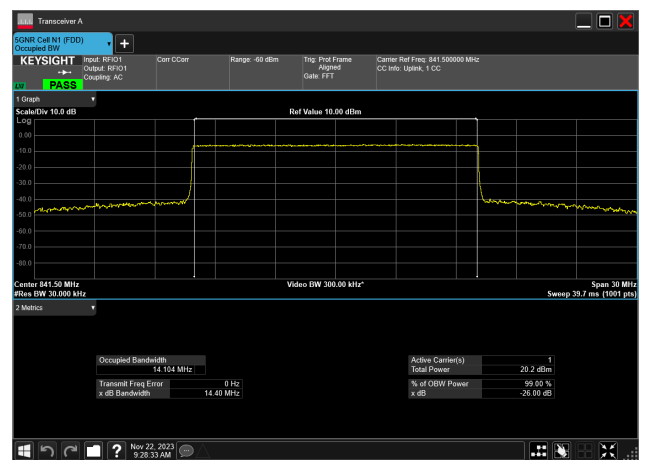 Transceiver A
5GNR Cell N1 (FDD)
Occupied BW
KEYSIGHT
LV
PASS
Input: RFIO1
Output: RFIO1
Coupling: AC
Corr CCorr
Range: -60 dBm
Trig: Prot Frame
Aligned
Gate: FFT
Carrier Ref Freq: 841.500000 MHz
CC Info: Uplink, 1 CC
1 Graph
Scale/Div 10.0 dB
Ref Value 10.00 dBm
Log
0.00
-10.0
-20.0
-30.0
-40.0
-50.0
-60.0
-70.0
-80.0
Center 841.50 MHz
Video BW 300.00 kHz*
Span 30 MHz
#Res BW 30.000 kHz
Sweep 39.7 ms (1001 pts)
2 Metrics
Occupied Bandwidth
14.104 MHz
Transmit Freq Error 0 Hz
x dB Bandwidth 14.40 MHz
Active Carrier(s) 1
Total Power 20.2 dBm
% of OBW Power 99.00 %
x dB -26.00 dB
?
Nov 22, 2023
9:28:33 AM